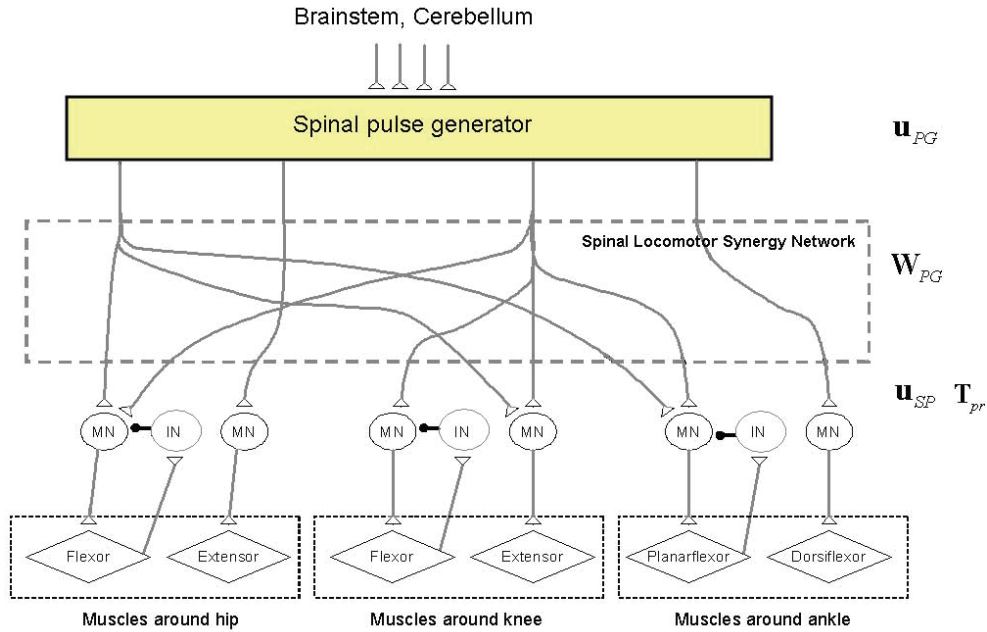 Brainstem, Cerebellum
Spinal pulse generator
u_PG
Spinal Locomotor Synergy Network
W_PG
u_SP T_pr
MN IN MN MN IN MN MN IN MN
Flexor Extensor Flexor Extensor Planarflexor Dorsiflexor
Muscles around hip Muscles around knee Muscles around ankle